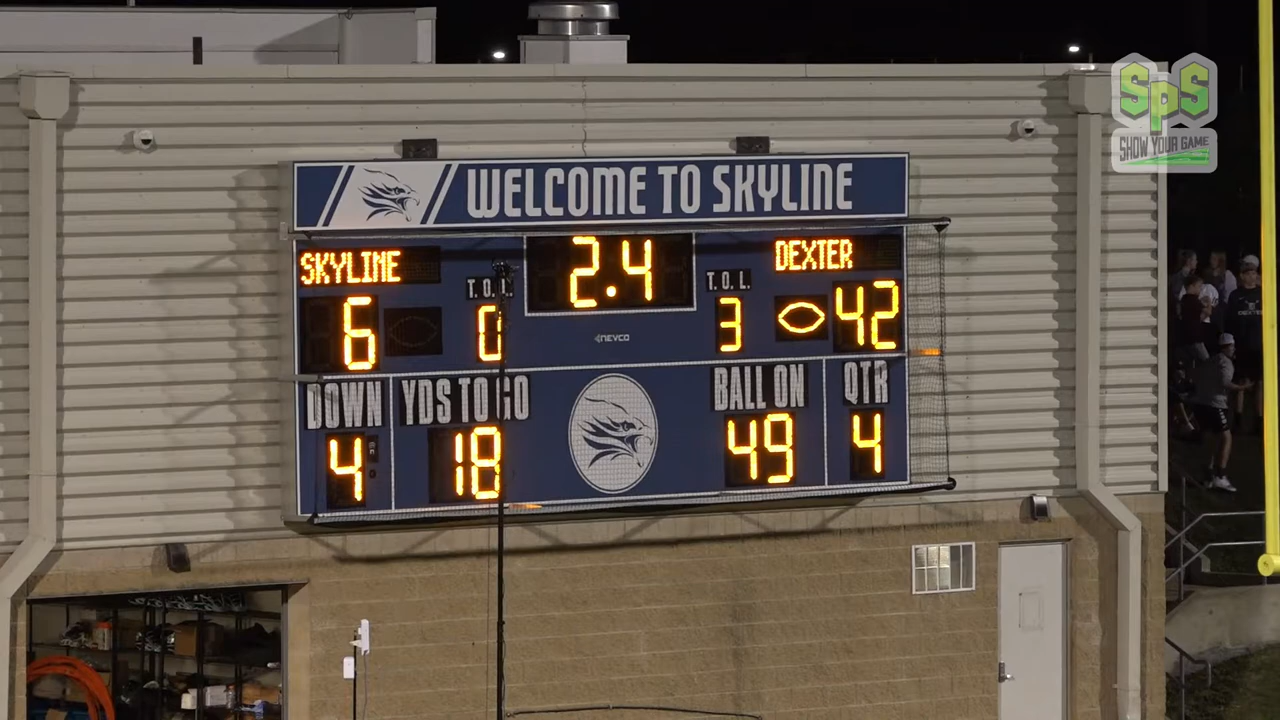 SPS
SHOW YOUR GAME
WELCOME TO SKYLINE
SKYLINE
2.4
DEXTER
T.O.L.
T.O.L.
6
0
3
42
NEVCO
DOWN
YDS TO GO
BALL ON
QTR
4
18
49
4